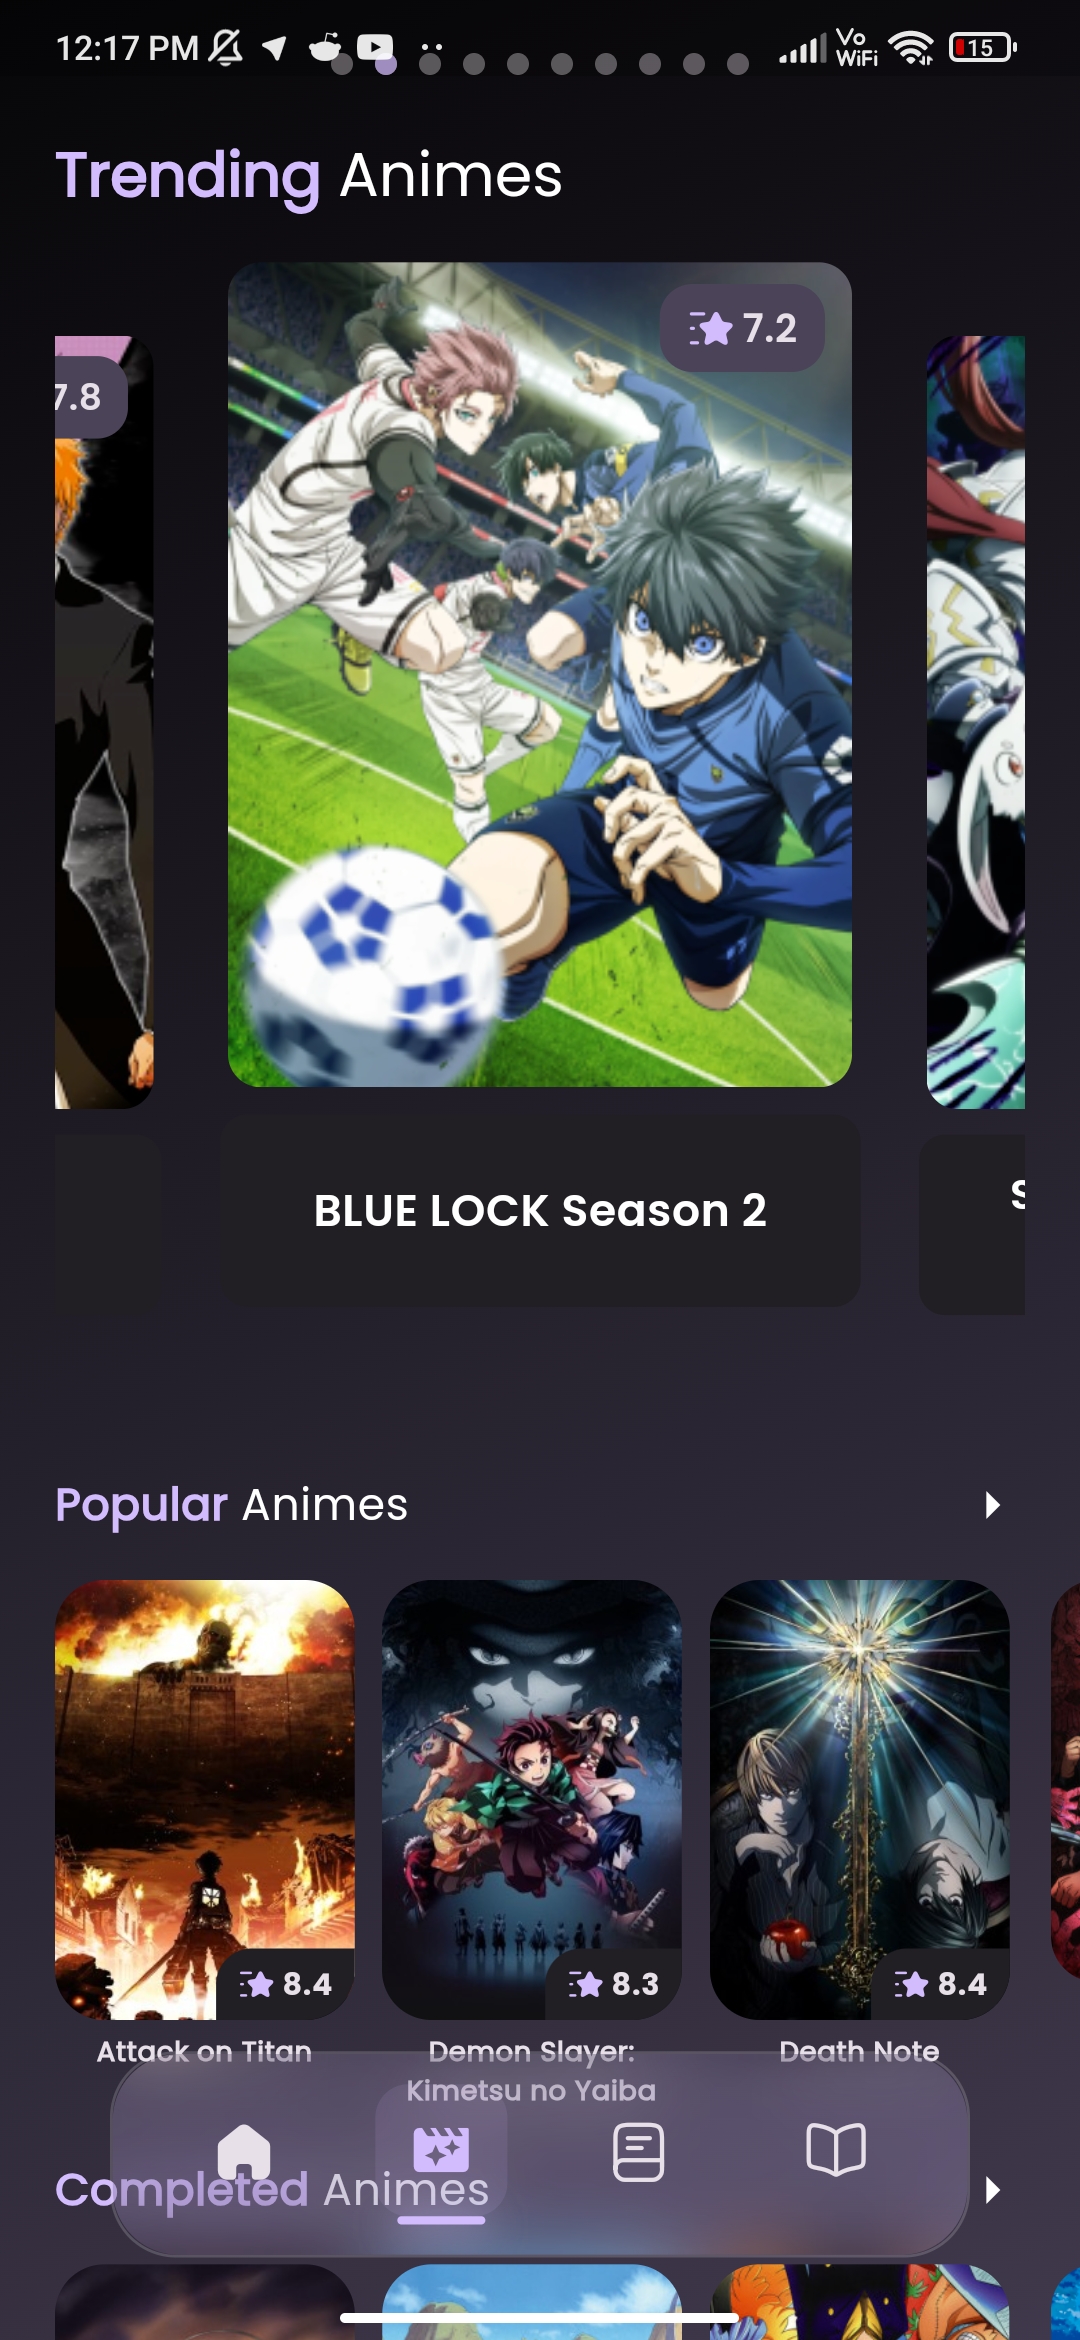 12:17 PM
Vo
WiFi
15
Trending Animes
7.8
7.2
BLUE LOCK Season 2
S
Popular Animes
8.4
8.3
8.4
Attack on Titan
Demon Slayer:
Kimetsu no Yaiba
Death Note
Completed Animes